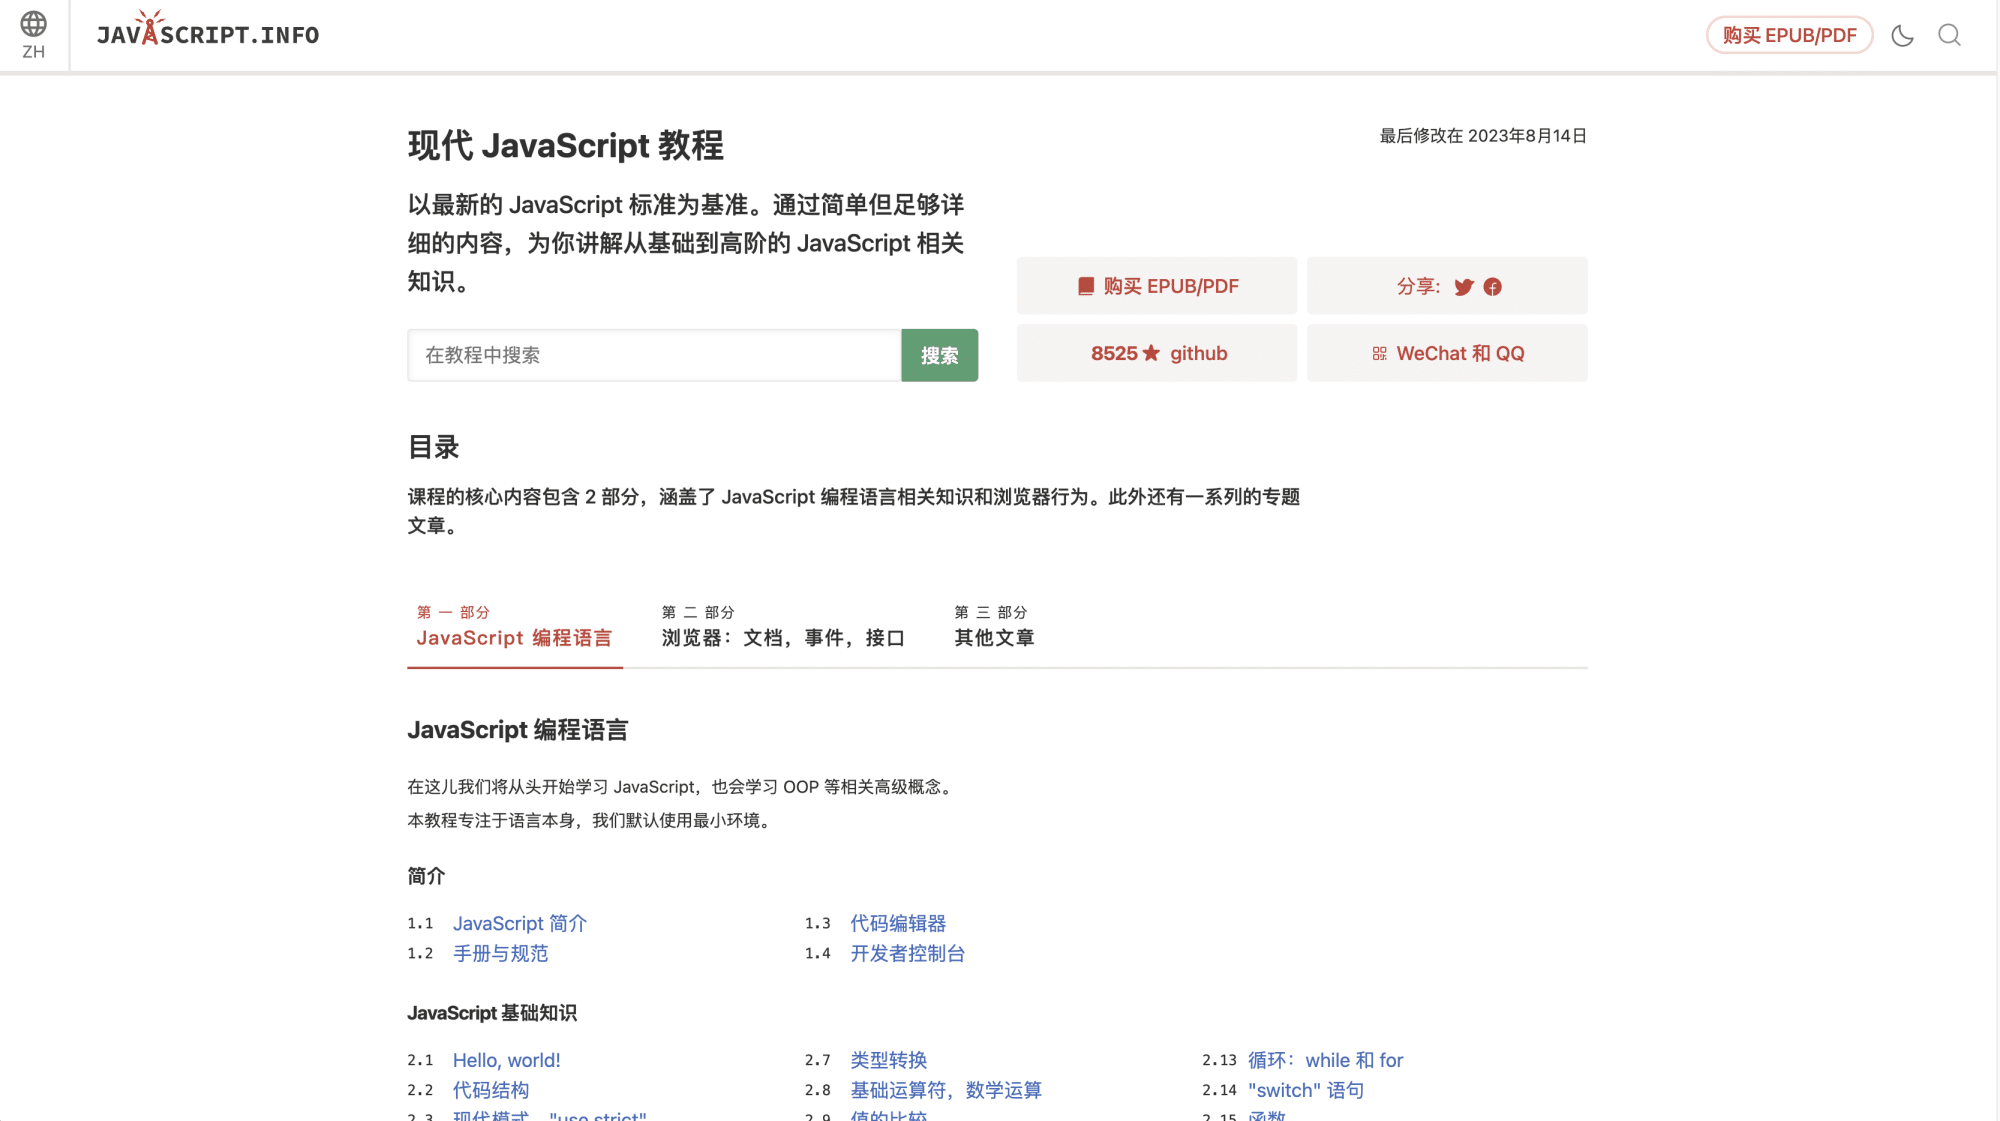 ZH
JAVASCRIPT.INFO
购买 EPUB/PDF
现代 JavaScript 教程
最后修改在 2023年8月14日
以最新的 JavaScript 标准为基准。通过简单但足够详
细的内容，为你讲解从基础到高阶的 JavaScript 相关
知识。
购买 EPUB/PDF
分享:
在教程中搜索
搜索
8525 github
WeChat 和 QQ
目录
课程的核心内容包含 2 部分，涵盖了 JavaScript 编程语言相关知识和浏览器行为。此外还有一系列的专题
文章。
第 一 部分
JavaScript 编程语言
第 二 部分
浏览器：文档，事件，接口
第 三 部分
其他文章
JavaScript 编程语言
在这儿我们将从头开始学习 JavaScript，也会学习 OOP 等相关高级概念。
本教程专注于语言本身，我们默认使用最小环境。
简介
1.1 JavaScript 简介
1.2 手册与规范
1.3 代码编辑器
1.4 开发者控制台
JavaScript 基础知识
2.1 Hello, world!
2.2 代码结构
2.3 现代模式，"use strict"
2.7 类型转换
2.8 基础运算符，数学运算
2.9 值的比较
2.13 循环：while 和 for
2.14 "switch" 语句
2.15 函数